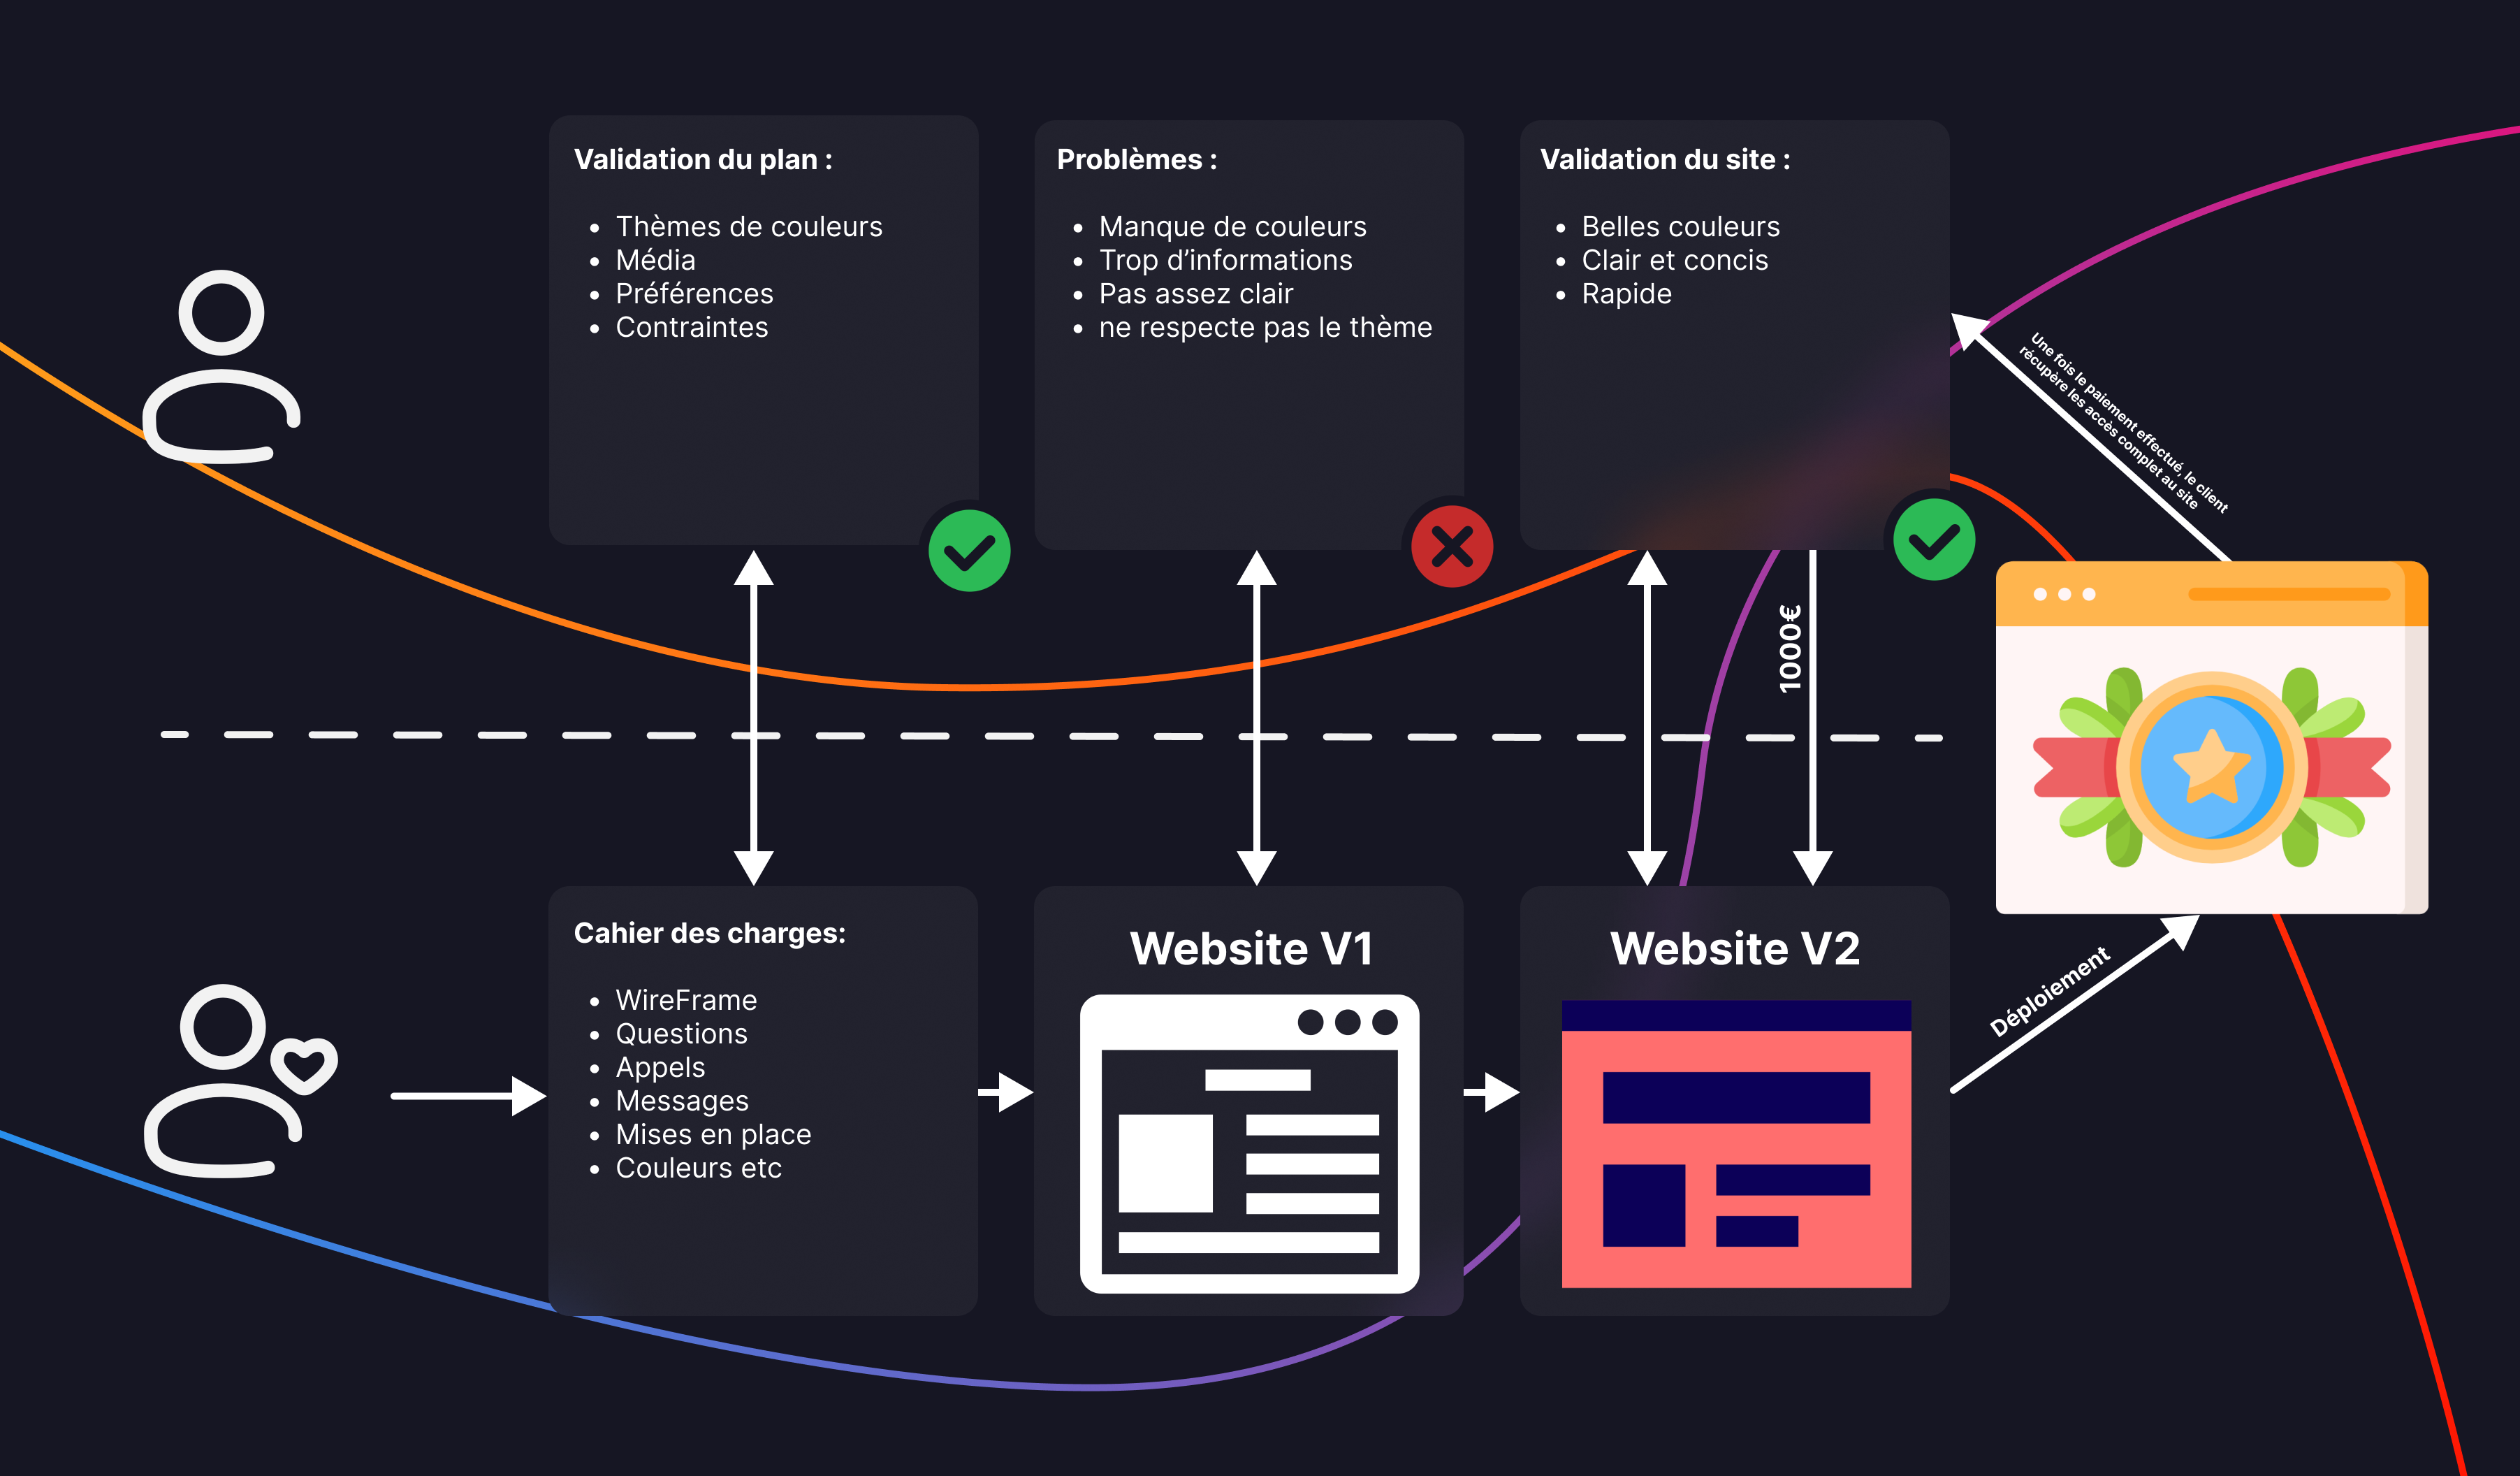 Validation du plan :
Thèmes de couleurs
Média
Préférences
Contraintes
Problèmes :
Manque de couleurs
Trop d’informations
Pas assez clair
ne respecte pas le thème
Validation du site :
Belles couleurs
Clair et concis
Rapide
Une fois le paiement effectué, le client
récupère les accès complet au site
1000€
Cahier des charges:
WireFrame
Questions
Appels
Messages
Mises en place
Couleurs etc
Website V1
Website V2
Déploiement